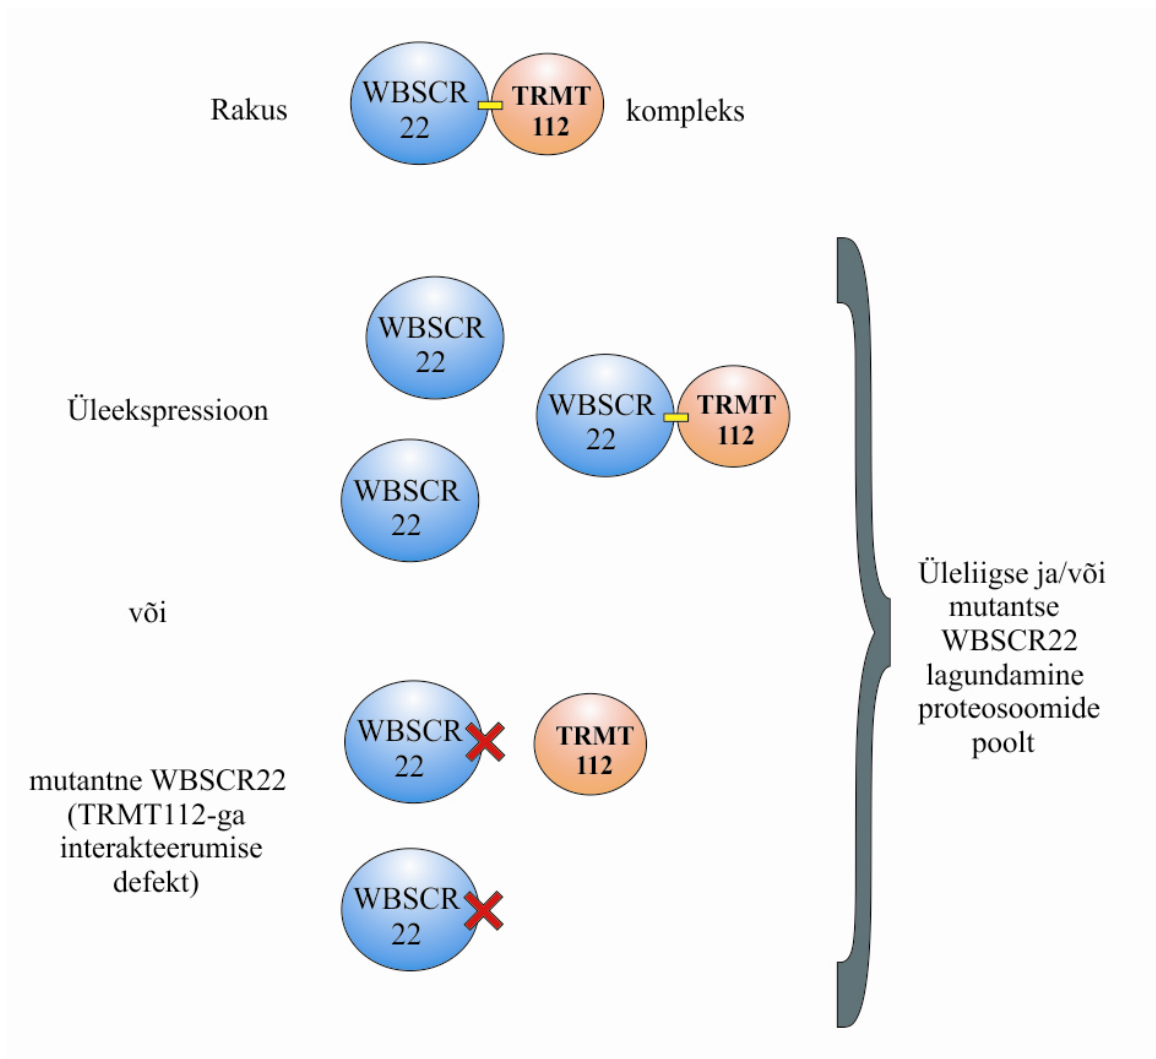 Rakus
WBSCR
22
TRMT
112
kompleks
WBSCR
22
Üleekspressioon
WBSCR
22
TRMT
112
WBSCR
22
või
Üleliigse ja/või
mutantse
WBSCR22
lagundamine
proteosoomide
poolt
WBSCR
22
TRMT
112
mutantne WBSCR22
(TRMT112-ga
interakteerumise
defekt)
WBSCR
22